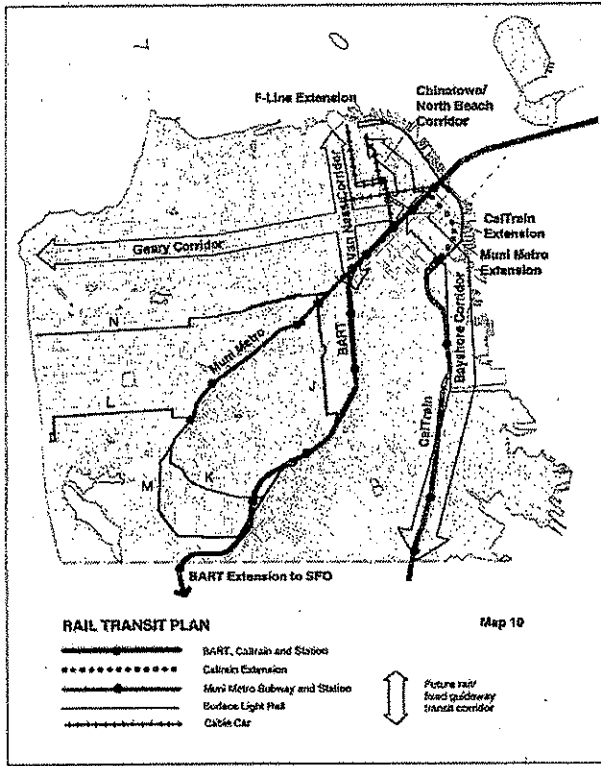 F-Line Extension
Chinatown/
North Beach
Corridor
Van Ness Corridor
Geary Corridor
CalTrain
Extension
Muni Metro
Extension
Bayshore Corridor
N
Muni Metro
BART
J
L
CalTrain
M
K
BART Extension to SFO
RAIL TRANSIT PLAN
Map 10
BART, Caltrain and Station
Caltrain Extension
Muni Metro Subway and Station
Surface Light Rail
Cable Car
Future rail/
fixed guideway
transit corridor